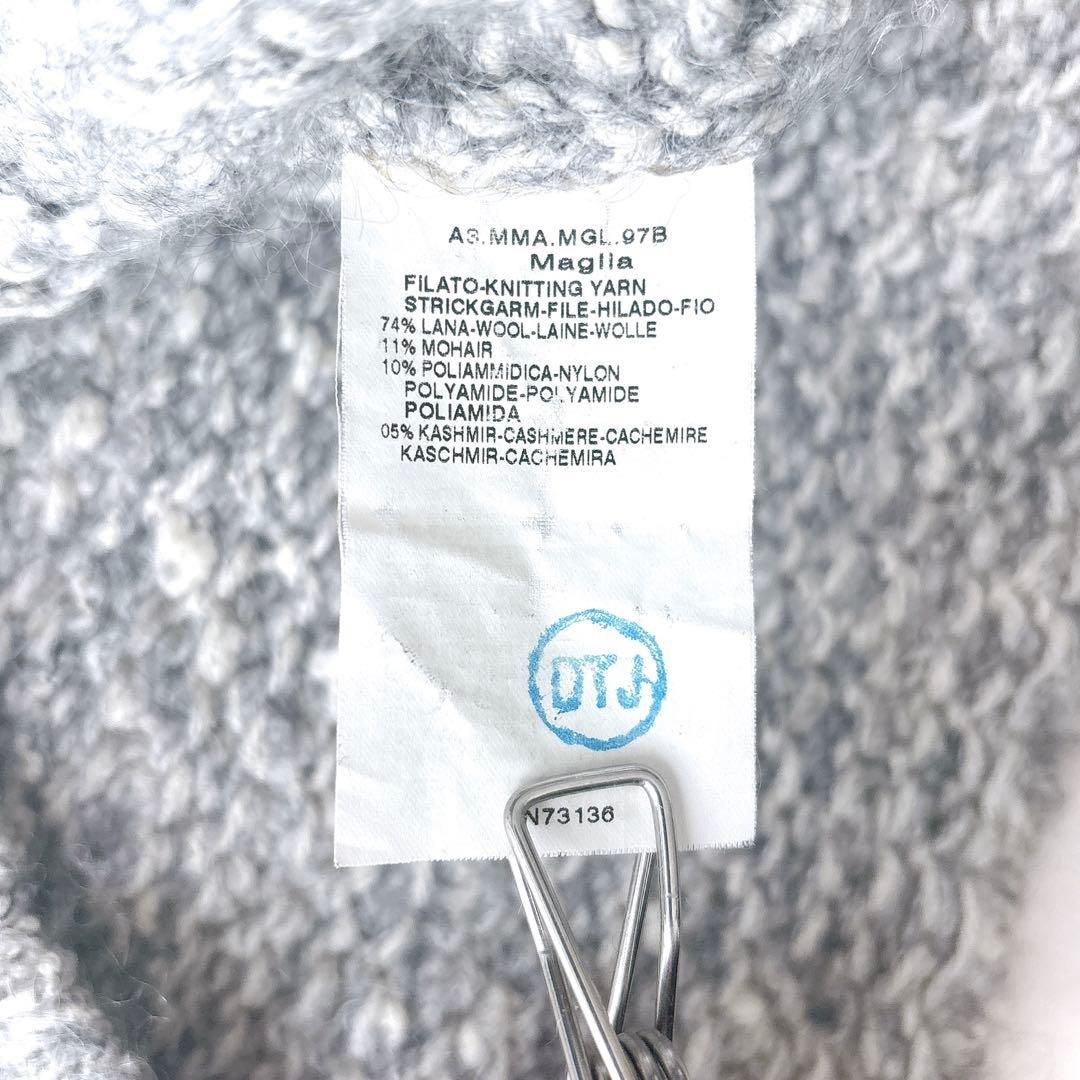 A3.MMA.MGL.97B
Maglia
FILATO-KNITTING YARN
STRICKGARM-FILE-HILADO-FIO
74% LANA-WOOL-LAINE-WOLLE
11% MOHAIR
10% POLIAMMIDICA-NYLON
POLYAMIDE-POLYAMIDE
POLIAMIDA
05% KASHMIR-CASHMERE-CACHEMIRE
KASCHMIR-CACHEMIRA
DTJ
N73136